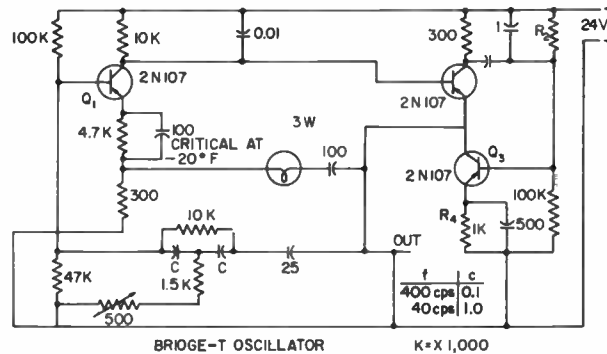 100K
10K
0.01
300
1
R2
24V
Q1
2N107
2N107
4.7K
100
CRITICAL AT
-20°F
3W
100
Q3
2N107
300
100K
10K
R4
1K
500
C
C
25
OUT
47K
1.5K
500
f c
400 cps 0.1
40 cps 1.0
BRIDGE-T OSCILLATOR K=X 1,000